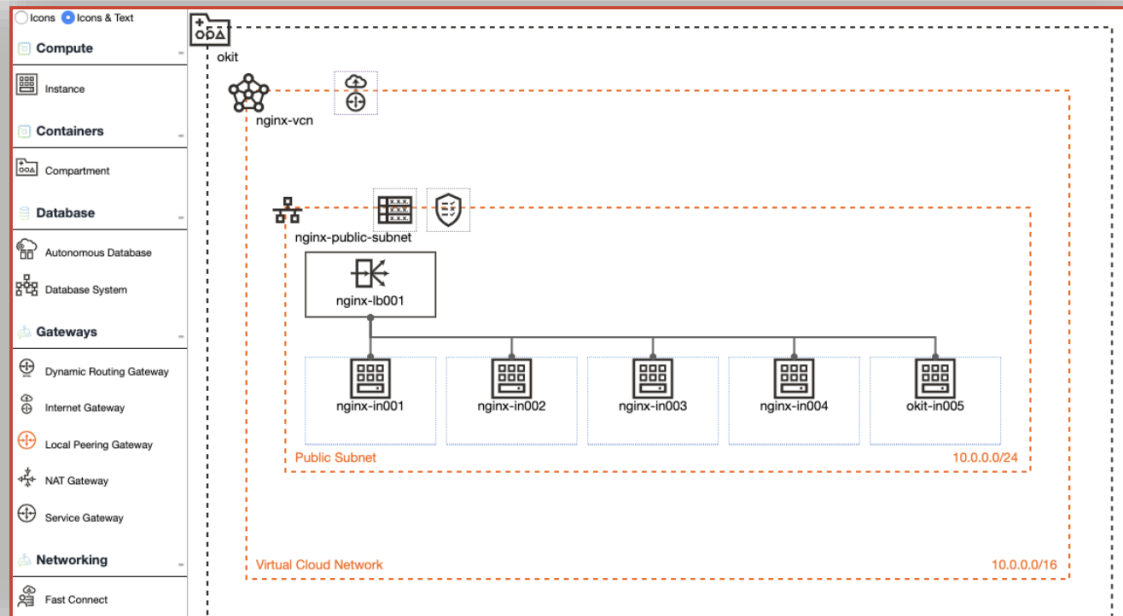 Icons Icons & Text
Compute
Instance
Containers
Compartment
Database
Autonomous Database
Database System
Gateways
Dynamic Routing Gateway
Internet Gateway
Local Peering Gateway
NAT Gateway
Service Gateway
Networking
Fast Connect
okit
nginx-vcn
nginx-public-subnet
nginx-lb001
nginx-in001 nginx-in002 nginx-in003 nginx-in004 okit-in005
Public Subnet 10.0.0.0/24
Virtual Cloud Network 10.0.0.0/16